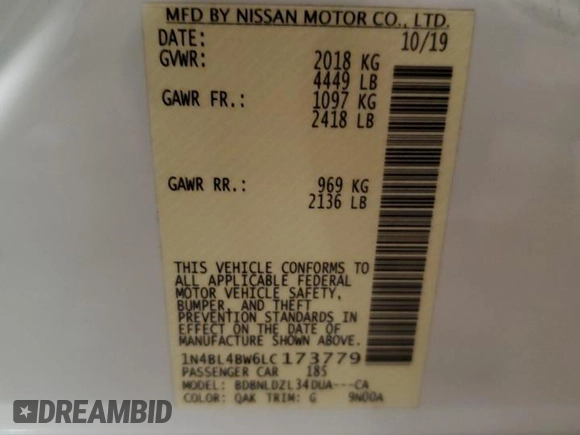 MFD BY NISSAN MOTOR CO., LTD.
DATE: 10/19
GVWR: 2018 KG
4449 LB
GAWR FR.: 1097 KG
2418 LB
GAWR RR.: 969 KG
2136 LB
THIS VEHICLE CONFORMS TO
ALL APPLICABLE FEDERAL
MOTOR VEHICLE SAFETY,
BUMPER, AND THEFT
PREVENTION STANDARDS IN
EFFECT ON THE DATE OF
MANUFACTURE SHOWN ABOVE.
1N4BL4BW6LC173779
PASSENGER CAR 185
MODEL: BDBNLDZL34DUA---CA
COLOR: QAK TRIM: G 9N00A
DREAMBID